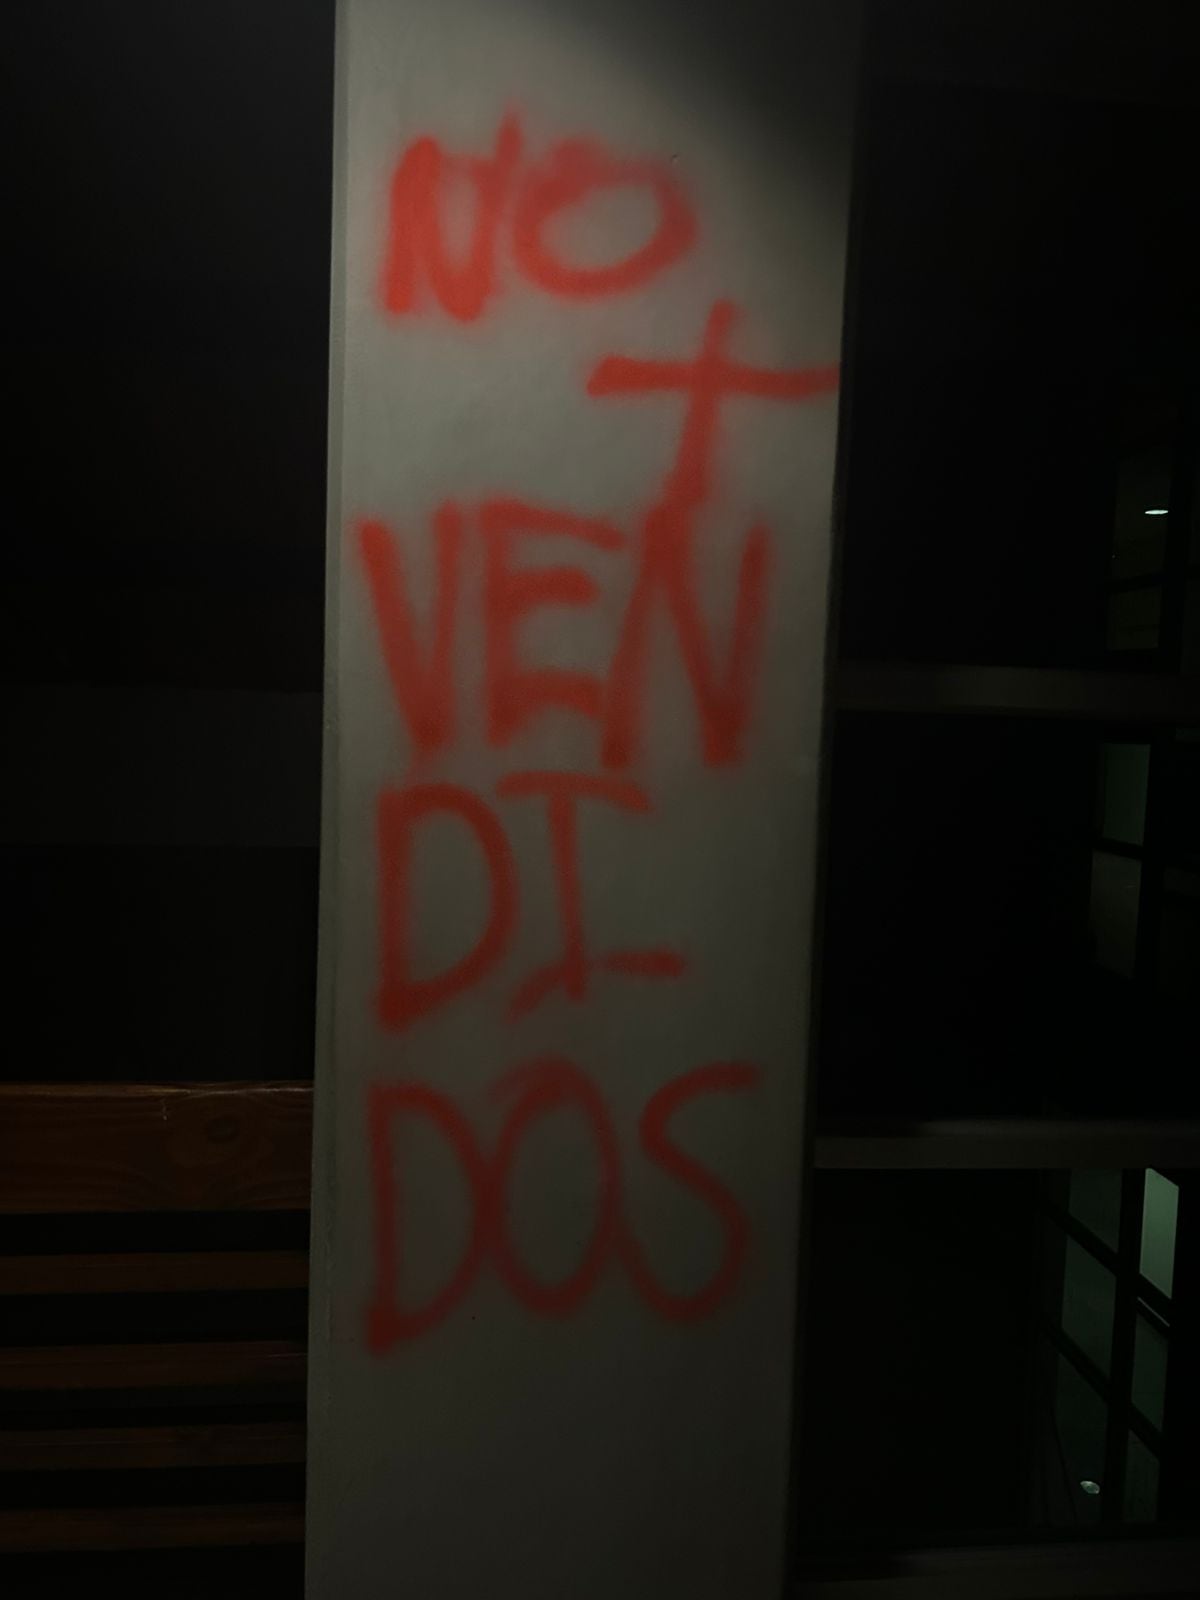 NO
+
VEN
DI-
DOS